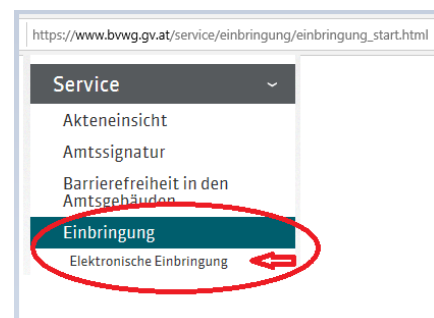 https://www.bvwg.gv.at/service/einbringung/einbringung_start.html
Service
Akteneinsicht
Amtssignatur
Barrierefreiheit in den
Amtsgebäuden
Einbringung
Elektronische Einbringung